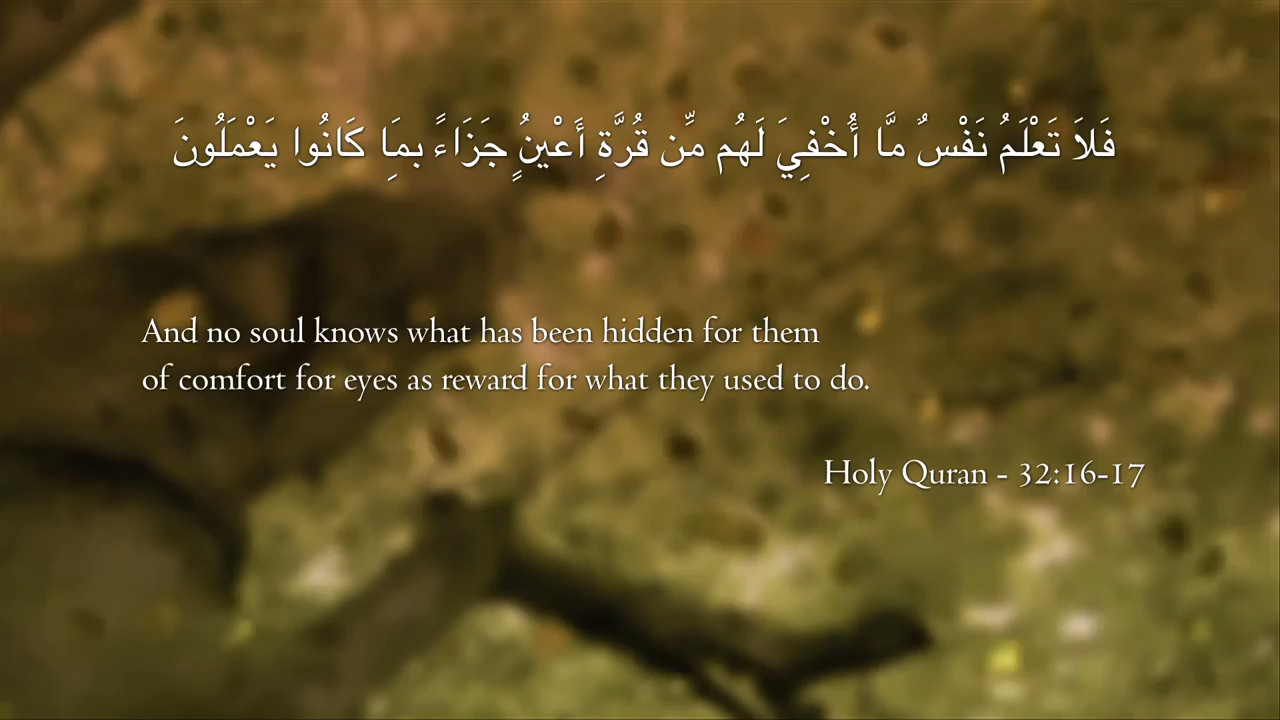 فَلاَ تَعْلَمُ نَفْسٌ مَّا أُخْفِيَ لَهُم مِّن قُرَّةِ أَعْيُنٍ جَزَاءً بِمَا كَانُوا يَعْمَلُونَ
And no soul knows what has been hidden for them
of comfort for eyes as reward for what they used to do.
Holy Quran - 32:16-17